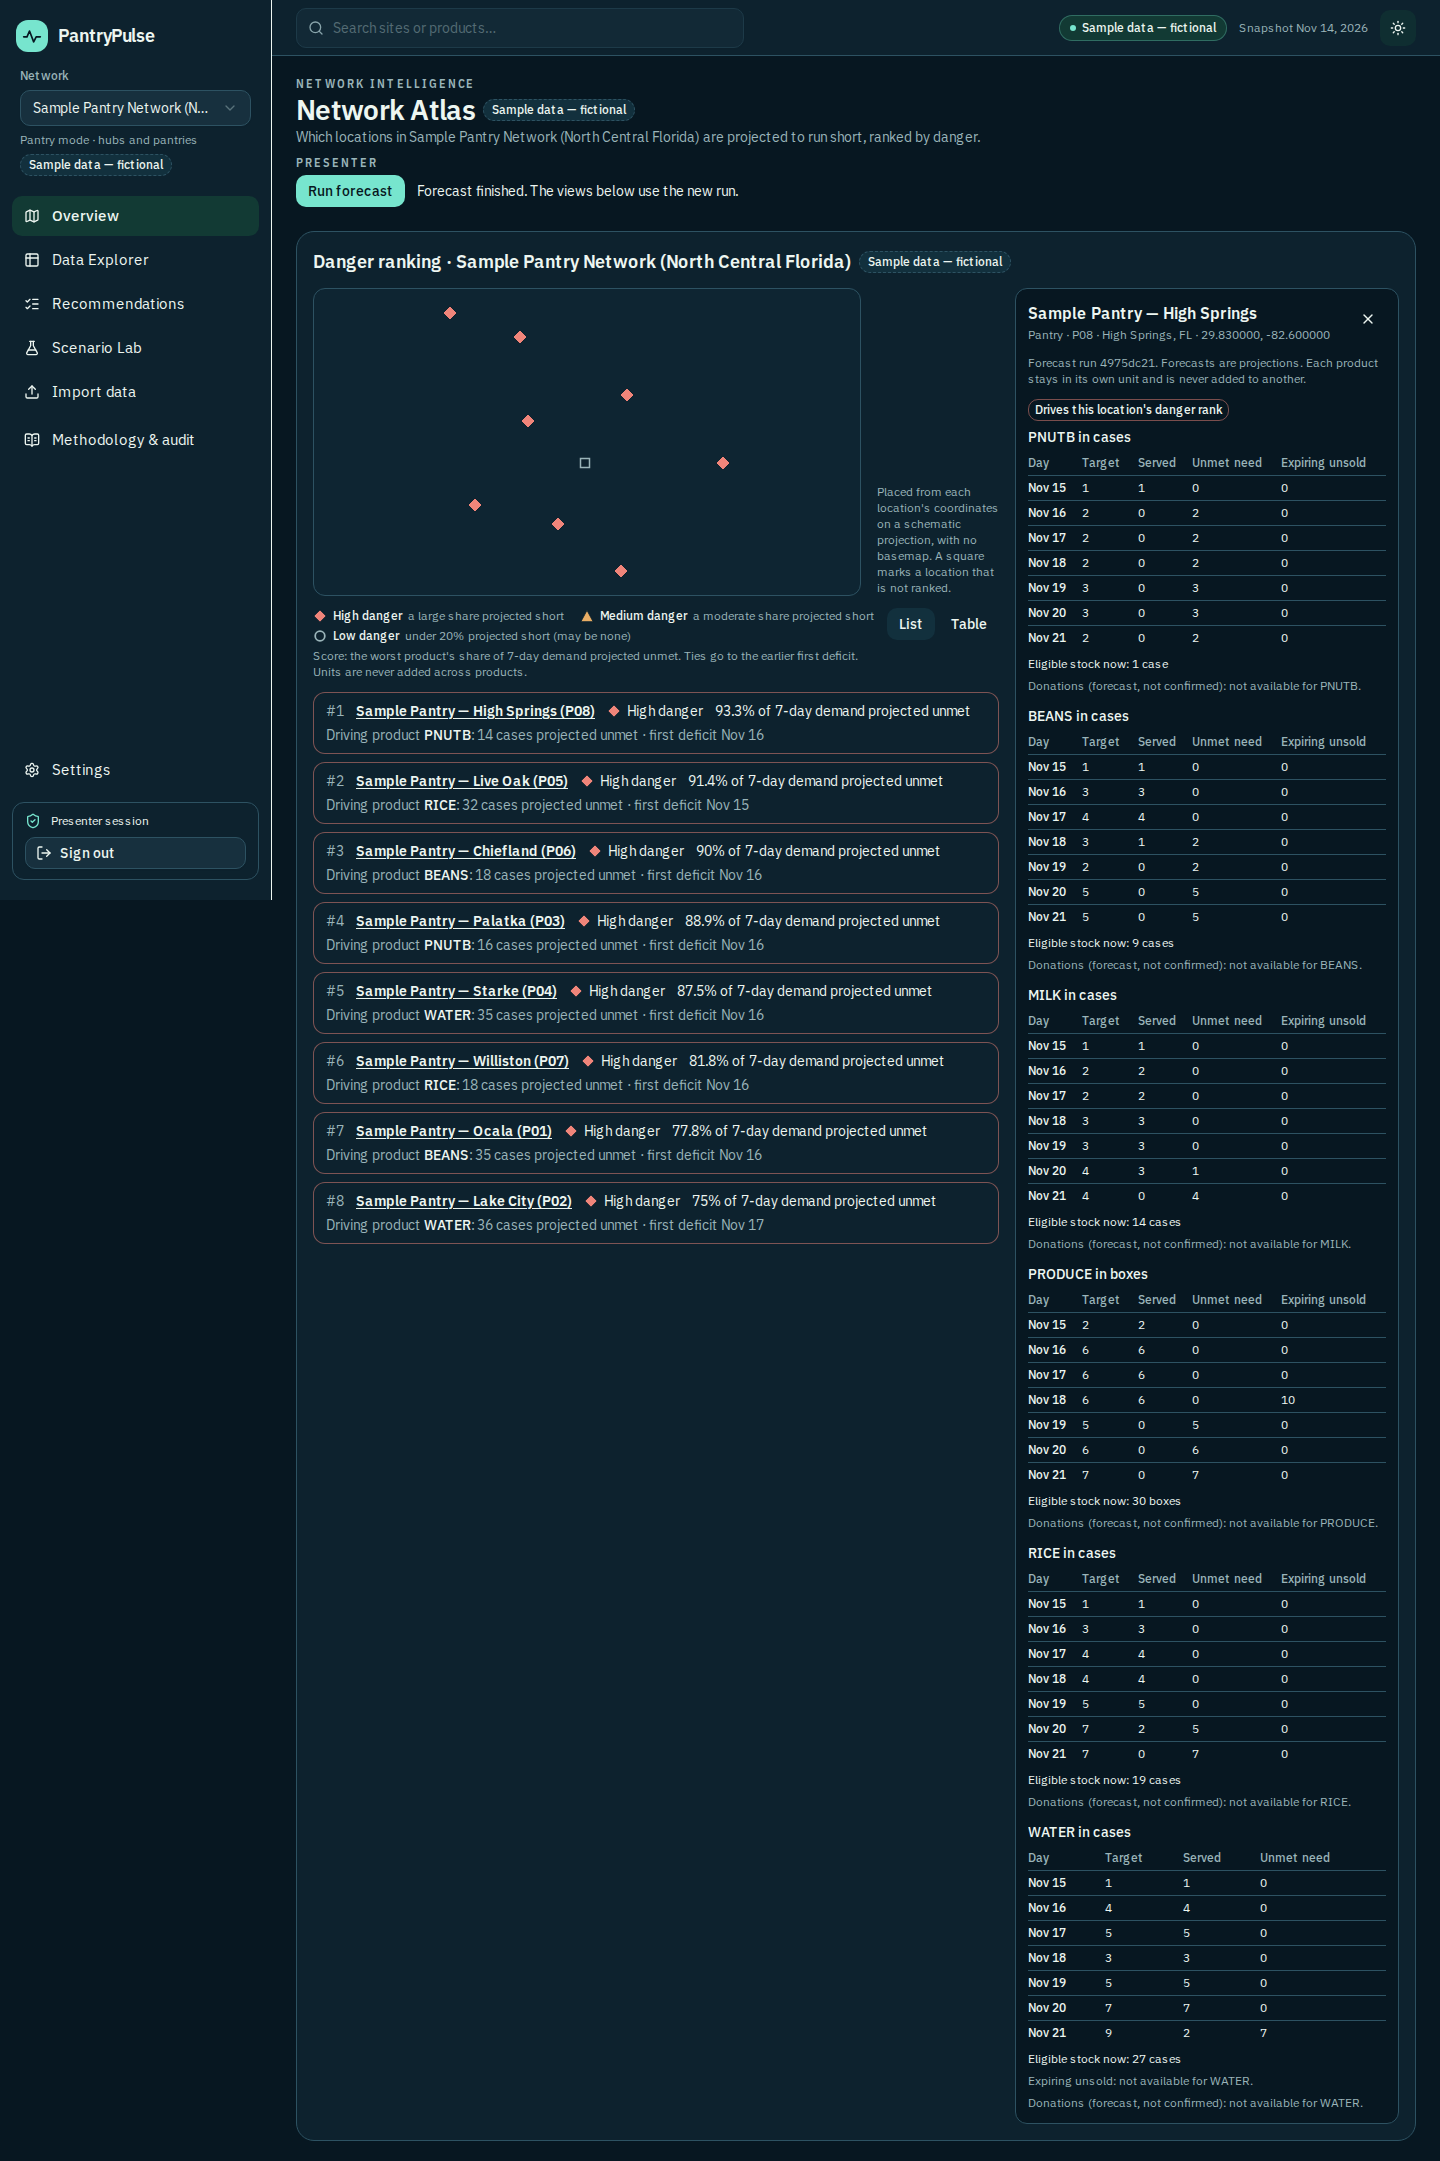 PantryPulse
Network
Sample Pantry Network (N...
Pantry mode · hubs and pantries
Sample data — fictional
Overview
Data Explorer
Recommendations
Scenario Lab
Import data
Methodology & audit
Settings
Presenter session
Sign out
Search sites or products...
Sample data — fictional
Snapshot Nov 14, 2026
NETWORK INTELLIGENCE
Network Atlas Sample data — fictional
Which locations in Sample Pantry Network (North Central Florida) are projected to run short, ranked by danger.
PRESENTER
Run forecast Forecast finished. The views below use the new run.
Danger ranking · Sample Pantry Network (North Central Florida) Sample data — fictional
Placed from each
location's coordinates
on a schematic
projection, with no
basemap. A square
marks a location that
is not ranked.
High danger a large share projected short Medium danger a moderate share projected short
Low danger under 20% projected short (may be none)
List Table
Score: the worst product's share of 7-day demand projected unmet. Ties go to the earlier first deficit.
Units are never added across products.
#1 Sample Pantry — High Springs (P08) High danger 93.3% of 7-day demand projected unmet
Driving product PNUTB: 14 cases projected unmet · first deficit Nov 16
#2 Sample Pantry — Live Oak (P05) High danger 91.4% of 7-day demand projected unmet
Driving product RICE: 32 cases projected unmet · first deficit Nov 15
#3 Sample Pantry — Chiefland (P06) High danger 90% of 7-day demand projected unmet
Driving product BEANS: 18 cases projected unmet · first deficit Nov 16
#4 Sample Pantry — Palatka (P03) High danger 88.9% of 7-day demand projected unmet
Driving product PNUTB: 16 cases projected unmet · first deficit Nov 16
#5 Sample Pantry — Starke (P04) High danger 87.5% of 7-day demand projected unmet
Driving product WATER: 35 cases projected unmet · first deficit Nov 16
#6 Sample Pantry — Williston (P07) High danger 81.8% of 7-day demand projected unmet
Driving product RICE: 18 cases projected unmet · first deficit Nov 16
#7 Sample Pantry — Ocala (P01) High danger 77.8% of 7-day demand projected unmet
Driving product BEANS: 35 cases projected unmet · first deficit Nov 16
#8 Sample Pantry — Lake City (P02) High danger 75% of 7-day demand projected unmet
Driving product WATER: 36 cases projected unmet · first deficit Nov 17
Sample Pantry — High Springs
Pantry · P08 · High Springs, FL · 29.830000, -82.600000
Forecast run 4975dc21. Forecasts are projections. Each product
stays in its own unit and is never added to another.
Drives this location's danger rank
PNUTB in cases
Day Target Served Unmet need Expiring unsold
Nov 15 1 1 0 0
Nov 16 2 0 2 0
Nov 17 2 0 2 0
Nov 18 2 0 2 0
Nov 19 3 0 3 0
Nov 20 3 0 3 0
Nov 21 2 0 2 0
Eligible stock now: 1 case
Donations (forecast, not confirmed): not available for PNUTB.
BEANS in cases
Day Target Served Unmet need Expiring unsold
Nov 15 1 1 0 0
Nov 16 3 3 0 0
Nov 17 4 4 0 0
Nov 18 3 1 2 0
Nov 19 2 0 2 0
Nov 20 5 0 5 0
Nov 21 5 0 5 0
Eligible stock now: 9 cases
Donations (forecast, not confirmed): not available for BEANS.
MILK in cases
Day Target Served Unmet need Expiring unsold
Nov 15 1 1 0 0
Nov 16 2 2 0 0
Nov 17 2 2 0 0
Nov 18 3 3 0 0
Nov 19 3 3 0 0
Nov 20 4 3 1 0
Nov 21 4 0 4 0
Eligible stock now: 14 cases
Donations (forecast, not confirmed): not available for MILK.
PRODUCE in boxes
Day Target Served Unmet need Expiring unsold
Nov 15 2 2 0 0
Nov 16 6 6 0 0
Nov 17 6 6 0 0
Nov 18 6 6 0 10
Nov 19 5 0 5 0
Nov 20 6 0 6 0
Nov 21 7 0 7 0
Eligible stock now: 30 boxes
Donations (forecast, not confirmed): not available for PRODUCE.
RICE in cases
Day Target Served Unmet need Expiring unsold
Nov 15 1 1 0 0
Nov 16 3 3 0 0
Nov 17 4 4 0 0
Nov 18 4 4 0 0
Nov 19 5 5 0 0
Nov 20 7 2 5 0
Nov 21 7 0 7 0
Eligible stock now: 19 cases
Donations (forecast, not confirmed): not available for RICE.
WATER in cases
Day Target Served Unmet need
Nov 15 1 1 0
Nov 16 4 4 0
Nov 17 5 5 0
Nov 18 3 3 0
Nov 19 5 5 0
Nov 20 7 7 0
Nov 21 9 2 7
Eligible stock now: 27 cases
Expiring unsold: not available for WATER.
Donations (forecast, not confirmed): not available for WATER.